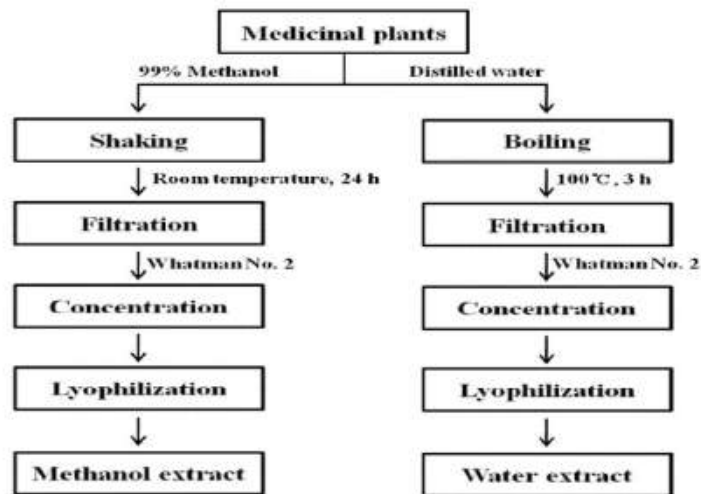 Medicinal plants
99% Methanol
Distilled water
Shaking
Boiling
Room temperature, 24 h
100℃, 3 h
Filtration
Filtration
Whatman No. 2
Whatman No. 2
Concentration
Concentration
Lyophilization
Lyophilization
Methanol extract
Water extract